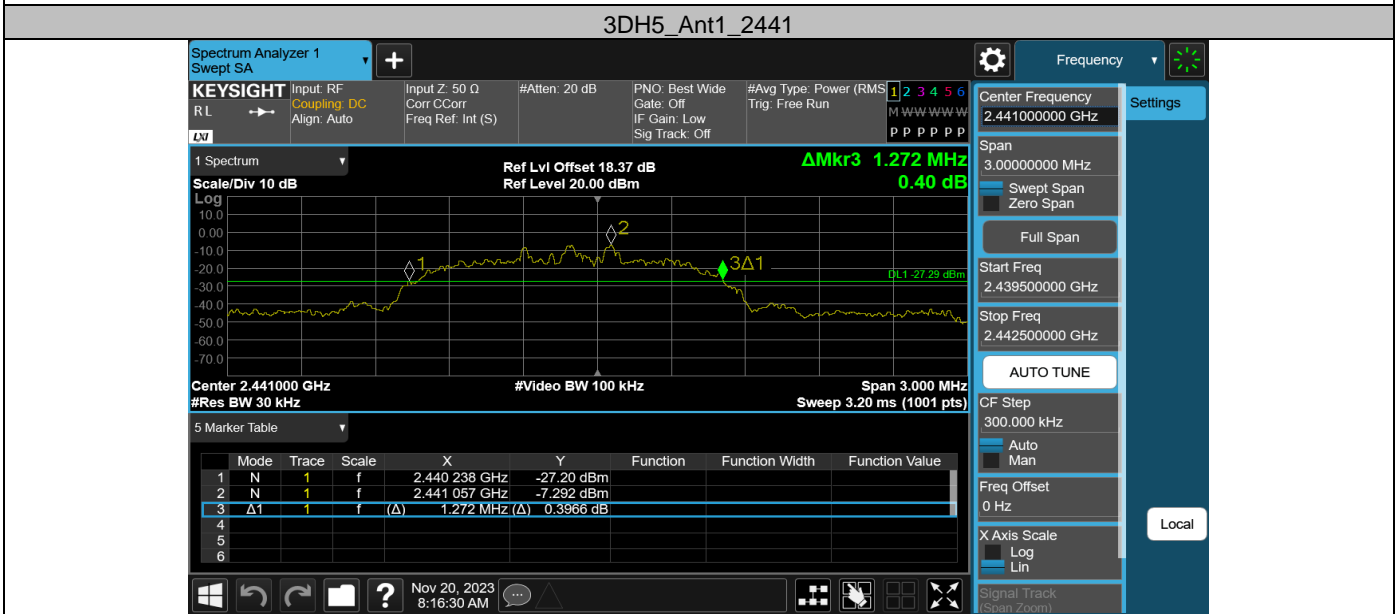 3DH5_Ant1_2441
Spectrum Analyzer 1
Swept SA
Frequency
KEYSIGHT
RL
LXI
Input: RF
Coupling: DC
Align: Auto
Input Z: 50 Ω
Corr CCorr
Freq Ref: Int (S)
#Atten: 20 dB
PNO: Best Wide
Gate: Off
IF Gain: Low
Sig Track: Off
#Avg Type: Power (RMS
Trig: Free Run
1 2 3 4 5 6
M W W W W W
P P P P P P
1 Spectrum
Scale/Div 10 dB
Ref Lvl Offset 18.37 dB
Ref Level 20.00 dBm
ΔMkr3 1.272 MHz
0.40 dB
Log
10.0
0.00
-10.0
-20.0
-30.0
-40.0
-50.0
-60.0
-70.0
1
2
3Δ1
DL1 -27.29 dBm
Center 2.441000 GHz
#Video BW 100 kHz
Span 3.000 MHz
#Res BW 30 kHz
Sweep 3.20 ms (1001 pts)
5 Marker Table
Mode Trace Scale X Y Function Function Width Function Value
1 N 1 f 2.440 238 GHz -27.20 dBm
2 N 1 f 2.441 057 GHz -7.292 dBm
3 Δ1 1 f (Δ) 1.272 MHz (Δ) 0.3966 dB
4
5
6
Nov 20, 2023
8:16:30 AM
Center Frequency
2.441000000 GHz
Settings
Span
3.00000000 MHz
Swept Span
Zero Span
Full Span
Start Freq
2.439500000 GHz
Stop Freq
2.442500000 GHz
AUTO TUNE
CF Step
300.000 kHz
Auto
Man
Freq Offset
0 Hz
Local
X Axis Scale
Log
Lin
Signal Track
(Span Zoom)